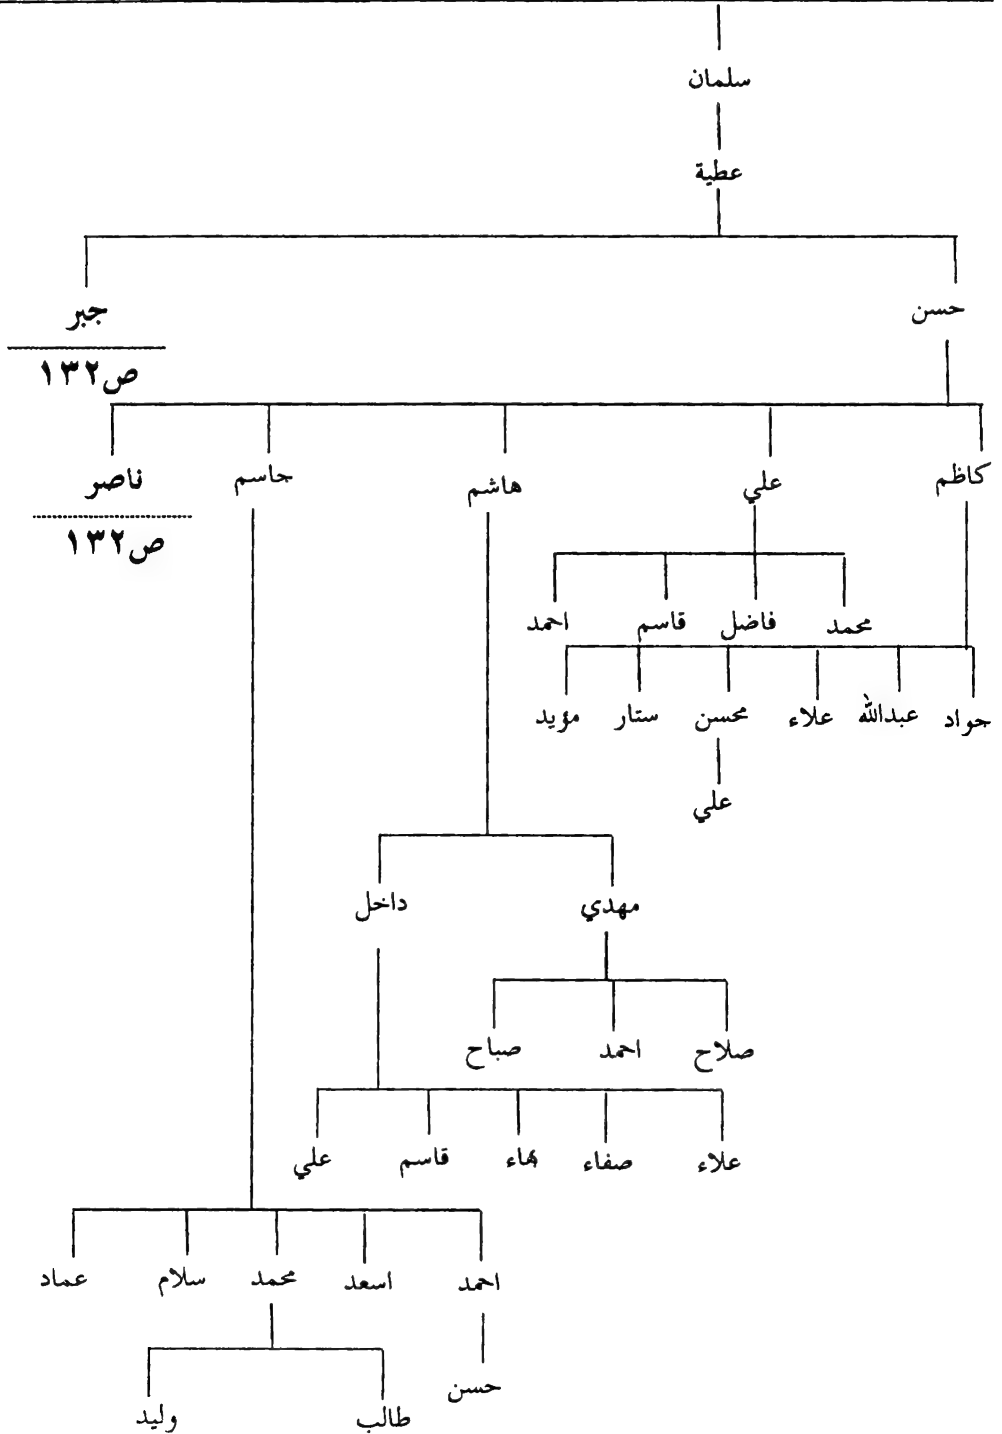 سلمان
عطية
حسن جبر
ص١٣٢
كاظم علي هاشم جاسم ناصر
ص١٣٢
محمد فاضل قاسم احمد
جواد عبدالله علاء محسن ستار مؤيد
علي
مهدي داخل
صلاح احمد صباح
علاء صفاء بهاء قاسم علي
احمد اسعد محمد سلام عماد
حسن
طالب وليد